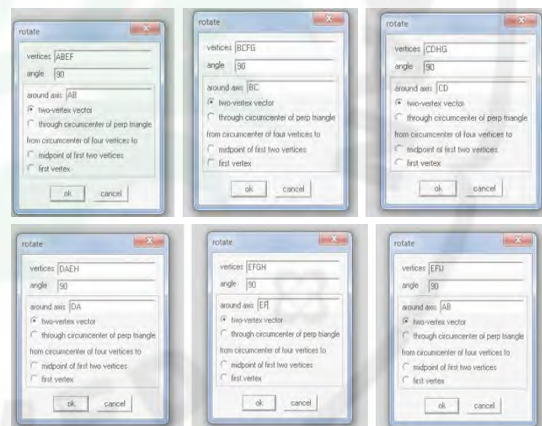 rotate
vertices ABEF
angle 90
around axis AB
two-vertex vector
through circumcenter of perp triangle
from circumcenter of four vertices to
midpoint of first two vertices
first vertex
ok cancel
rotate
vertices BCFG
angle 90
around axis BC
two-vertex vector
through circumcenter of perp triangle
from circumcenter of four vertices to
midpoint of first two vertices
first vertex
ok cancel
rotate
vertices CDHG
angle 90
around axis CD
two-vertex vector
through circumcenter of perp triangle
from circumcenter of four vertices to
midpoint of first two vertices
first vertex
ok cancel
rotate
vertices DAEH
angle 90
around axis DA
two-vertex vector
through circumcenter of perp triangle
from circumcenter of four vertices to
midpoint of first two vertices
first vertex
ok cancel
rotate
vertices EFGH
angle 90
around axis EF
two-vertex vector
through circumcenter of perp triangle
from circumcenter of four vertices to
midpoint of first two vertices
first vertex
ok cancel
rotate
vertices EFIJ
angle 90
around axis AB
two-vertex vector
through circumcenter of perp triangle
from circumcenter of four vertices to
midpoint of first two vertices
first vertex
ok cancel